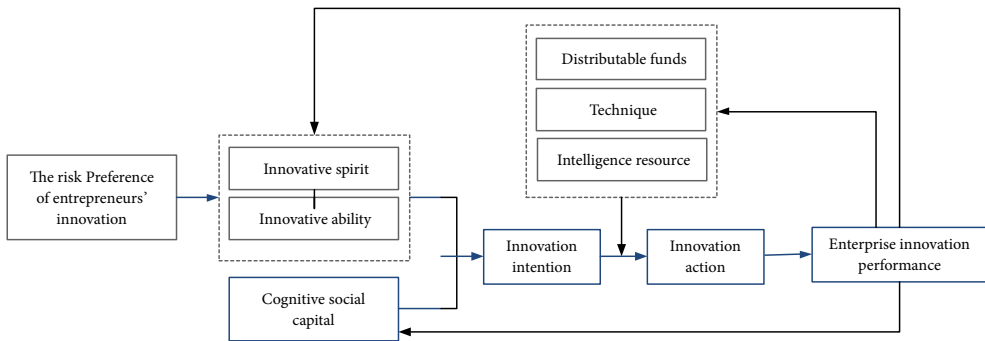 The risk Preference
of entrepreneurs’
innovation
Innovative spirit
Innovative ability
Cognitive social
capital
Innovation
intention
Distributable funds
Technique
Intelligence resource
Innovation
action
Enterprise innovation
performance